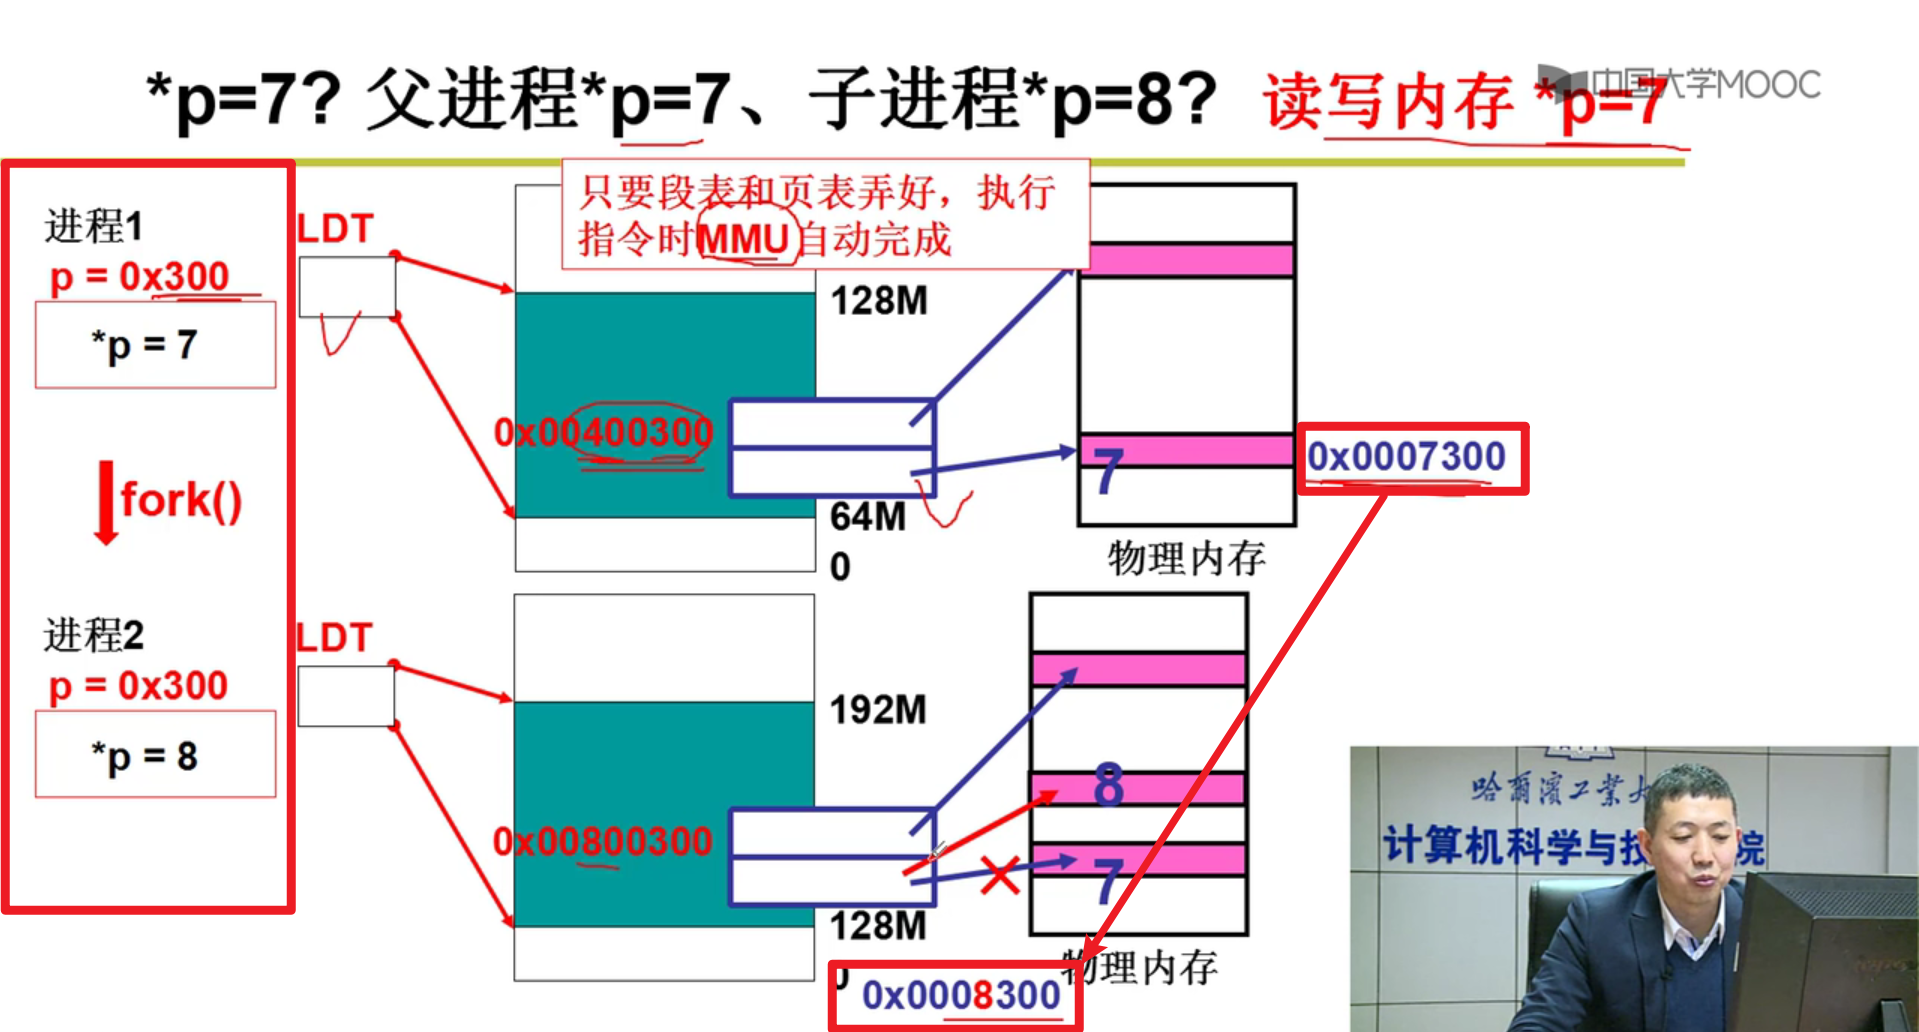 *p=7? 父进程*p=7、子进程*p=8? 读写内存 *p=7
中国大学MOOC
只要段表和页表弄好，执行
指令时MMU自动完成
进程1
p = 0x300
*p = 7
LDT
128M
0x00400300
64M
0
7
0x0007300
物理内存
fork()
进程2
p = 0x300
*p = 8
LDT
192M
0x00800300
128M
0
8
7
物理内存
0x0008300
哈爾濱工業大
计算机科学与技 院